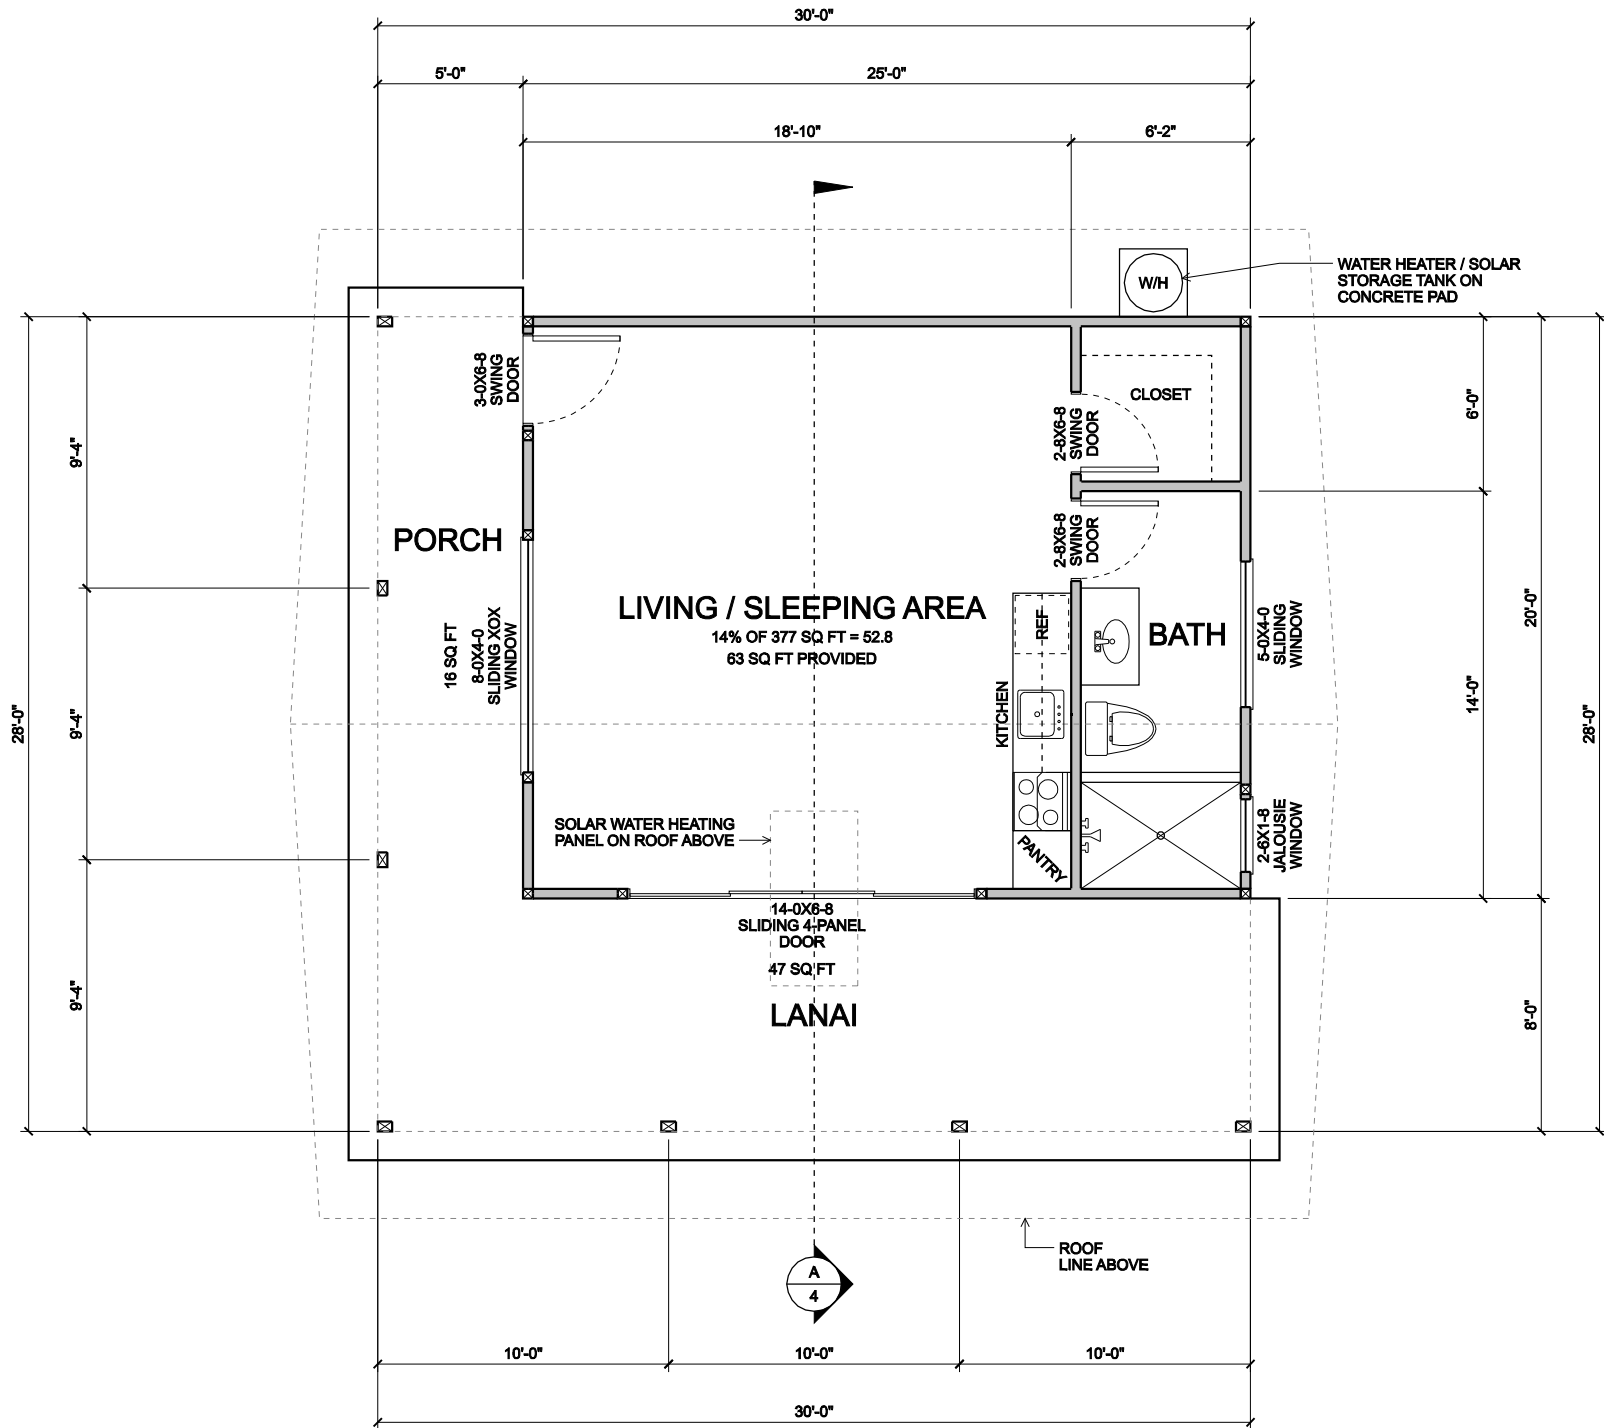 30'-0"
5'-0"
25'-0"
18'-10"
6'-2"
W/H
WATER HEATER / SOLAR
STORAGE TANK ON
CONCRETE PAD
3-0X6-8
SWING
DOOR
CLOSET
2-8X6-8
SWING
DOOR
6'-0"
9'-4"
PORCH
2-8X6-8
SWING
DOOR
LIVING / SLEEPING AREA
14% OF 377 SQ FT = 52.8
63 SQ FT PROVIDED
REF
BATH
5-0X4-0
SLIDING
WINDOW
20'-0"
16 SQ FT
8-0X4-0
SLIDING XOX
WINDOW
KITCHEN
14'-0"
28'-0"
9'-4"
28'-0"
SOLAR WATER HEATING
PANEL ON ROOF ABOVE
PANTRY
2-6X1-8
JALOUSIE
WINDOW
14-0X6-8
SLIDING 4-PANEL
DOOR
47 SQ FT
9'-4"
LANAI
8'-0"
ROOF
LINE ABOVE
A
4
10'-0"
10'-0"
10'-0"
30'-0"